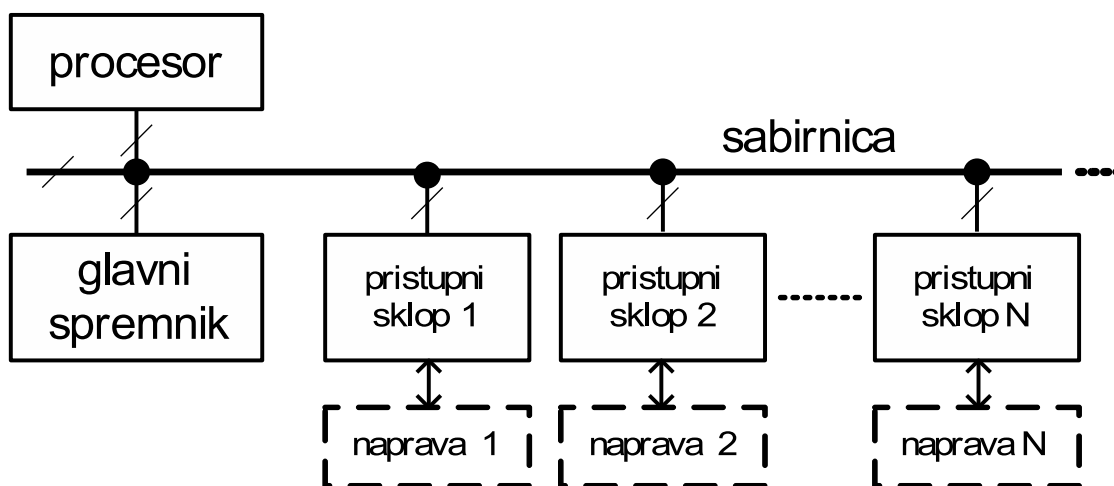 procesor
sabirnica
glavni
spremnik
pristupni
sklop 1
pristupni
sklop 2
pristupni
sklop N
naprava 1
naprava 2
naprava N